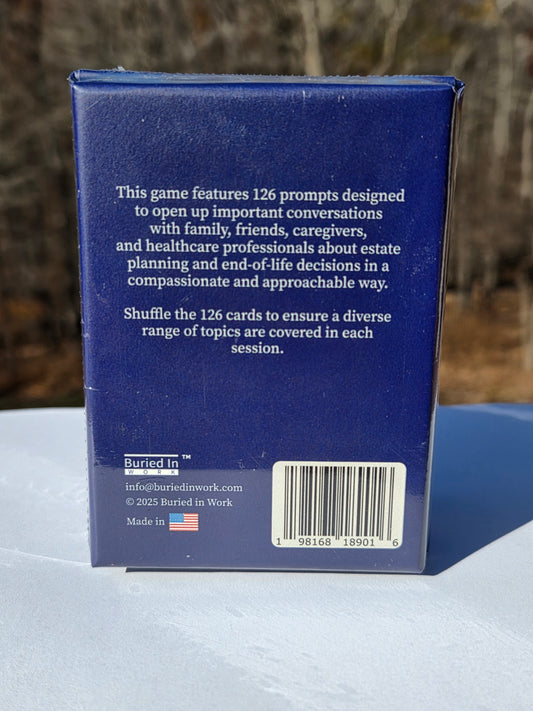 This game features 126 prompts designed
to open up important conversations
with family, friends, caregivers,
and healthcare professionals about estate
planning and end-of-life decisions in a
compassionate and approachable way.
Shuffle the 126 cards to ensure a diverse
range of topics are covered in each
session.
Buried In ™
WORK
info@buriedinwork.com
© 2025 Buried in Work
Made in
1 98168 18901 6